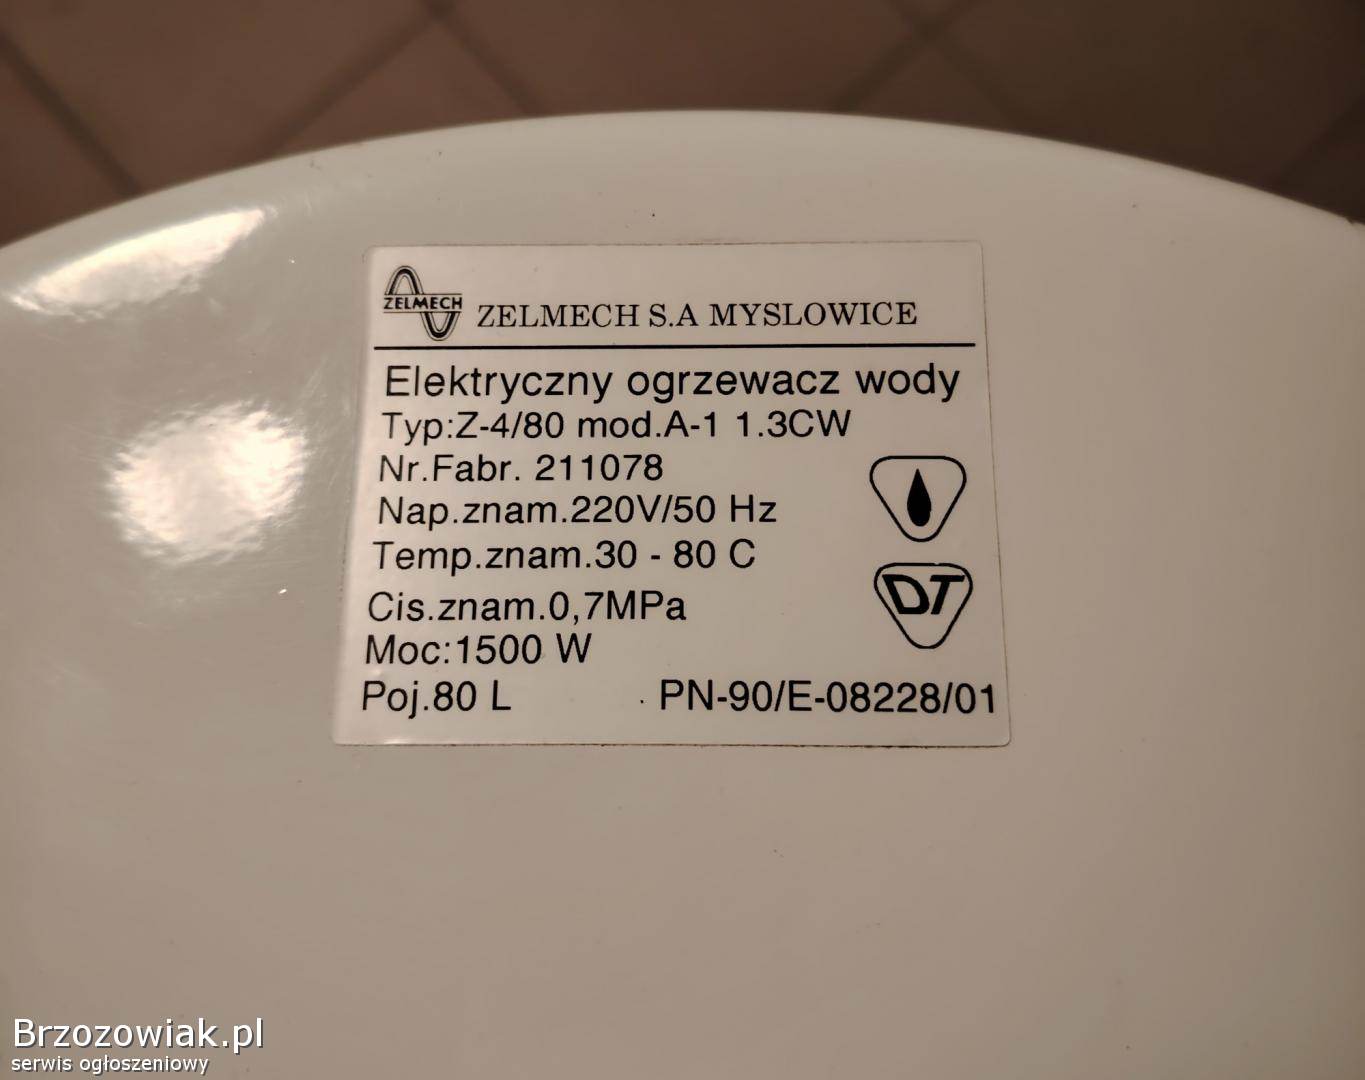 ZELMECH
ZELMECH S.A MYSLOWICE
Elektryczny ogrzewacz wody
Typ:Z-4/80 mod.A-1 1.3CW
Nr.Fabr. 211078
Nap.znam.220V/50 Hz
Temp.znam.30 - 80 C
DT
Cis.znam.0,7MPa
Moc:1500 W
Poj.80 L . PN-90/E-08228/01
Brzozowiak.pl
serwis ogłoszeniowy